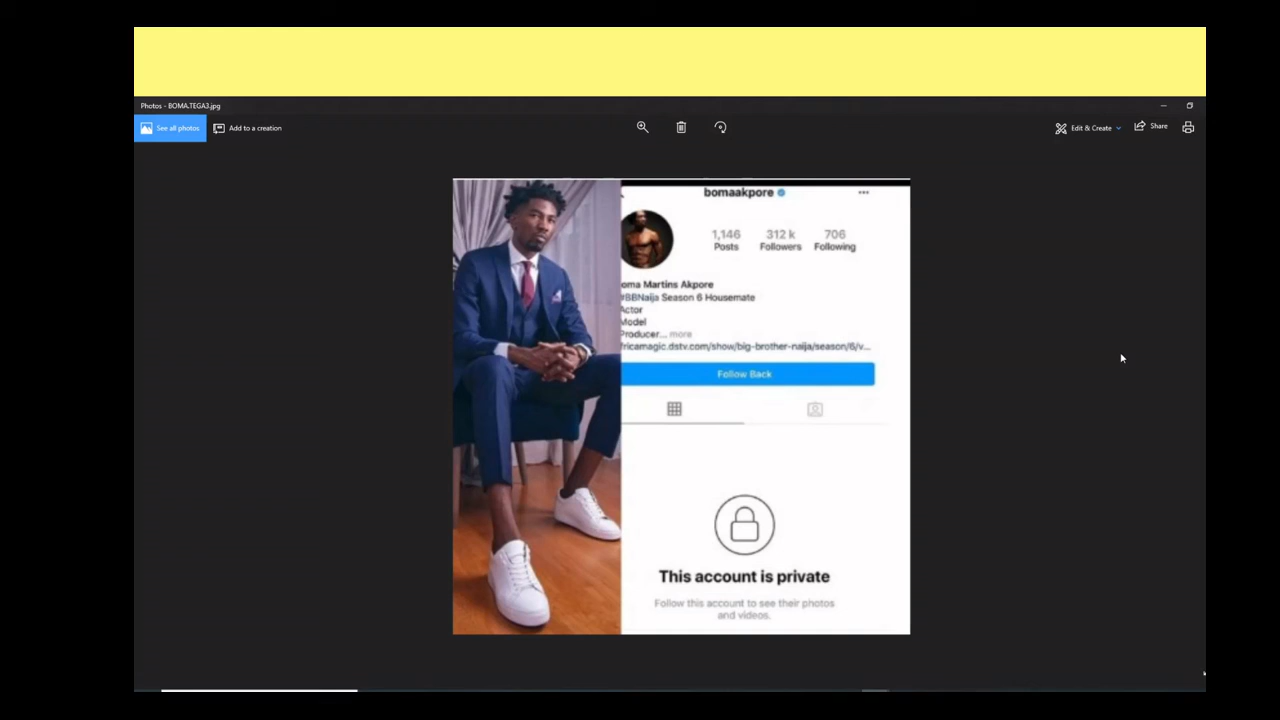 Photos - BOMA.TEGA3.jpg
See all photos
Add to a creation
Edit & Create
Share
bomaakpore
1,146
312 k
706
Posts
Followers
Following
oma Martins Akpore
#BBNaija Season 6 Housemate
Actor
Model
Producer... more
fricamagic.dstv.com/show/big-brother-naija/season/6/v...
Follow Back
This account is private
Follow this account to see their photos
and videos.